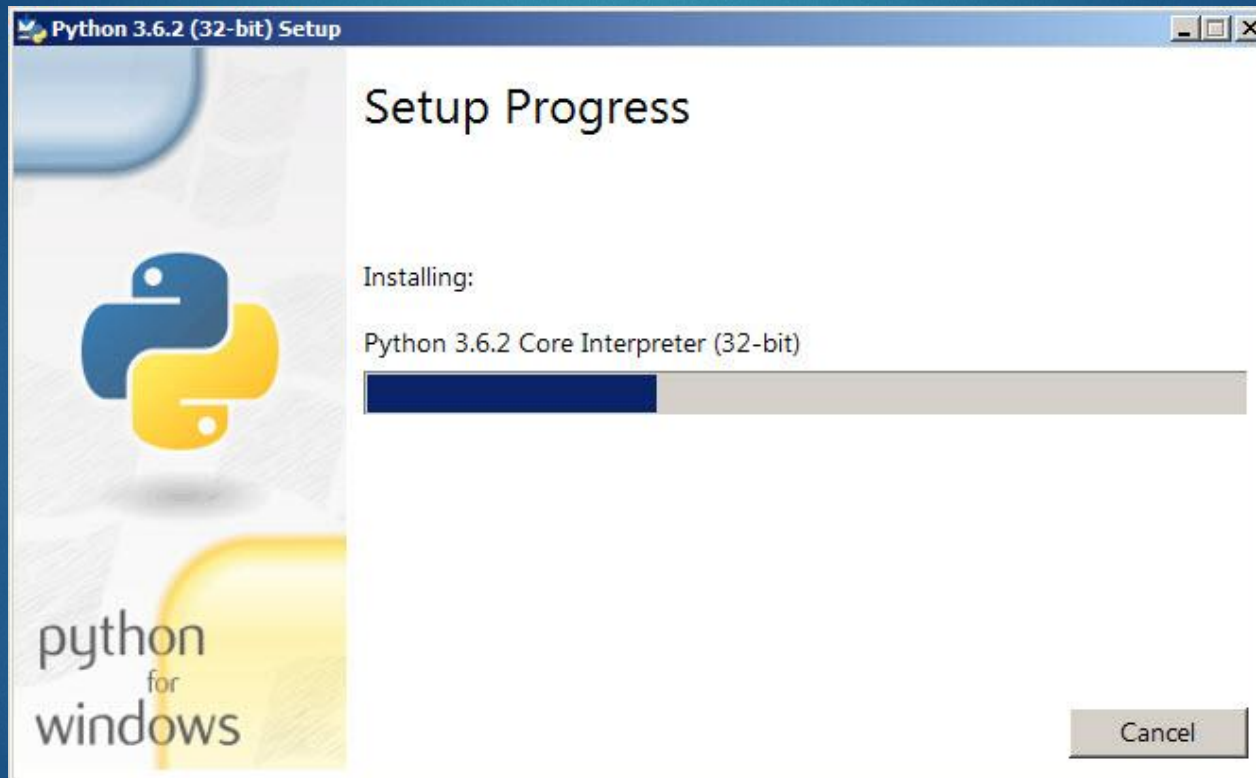 Python 3.6.2 (32-bit) Setup
Setup Progress
Installing:
Python 3.6.2 Core Interpreter (32-bit)
python
for
windows
Cancel